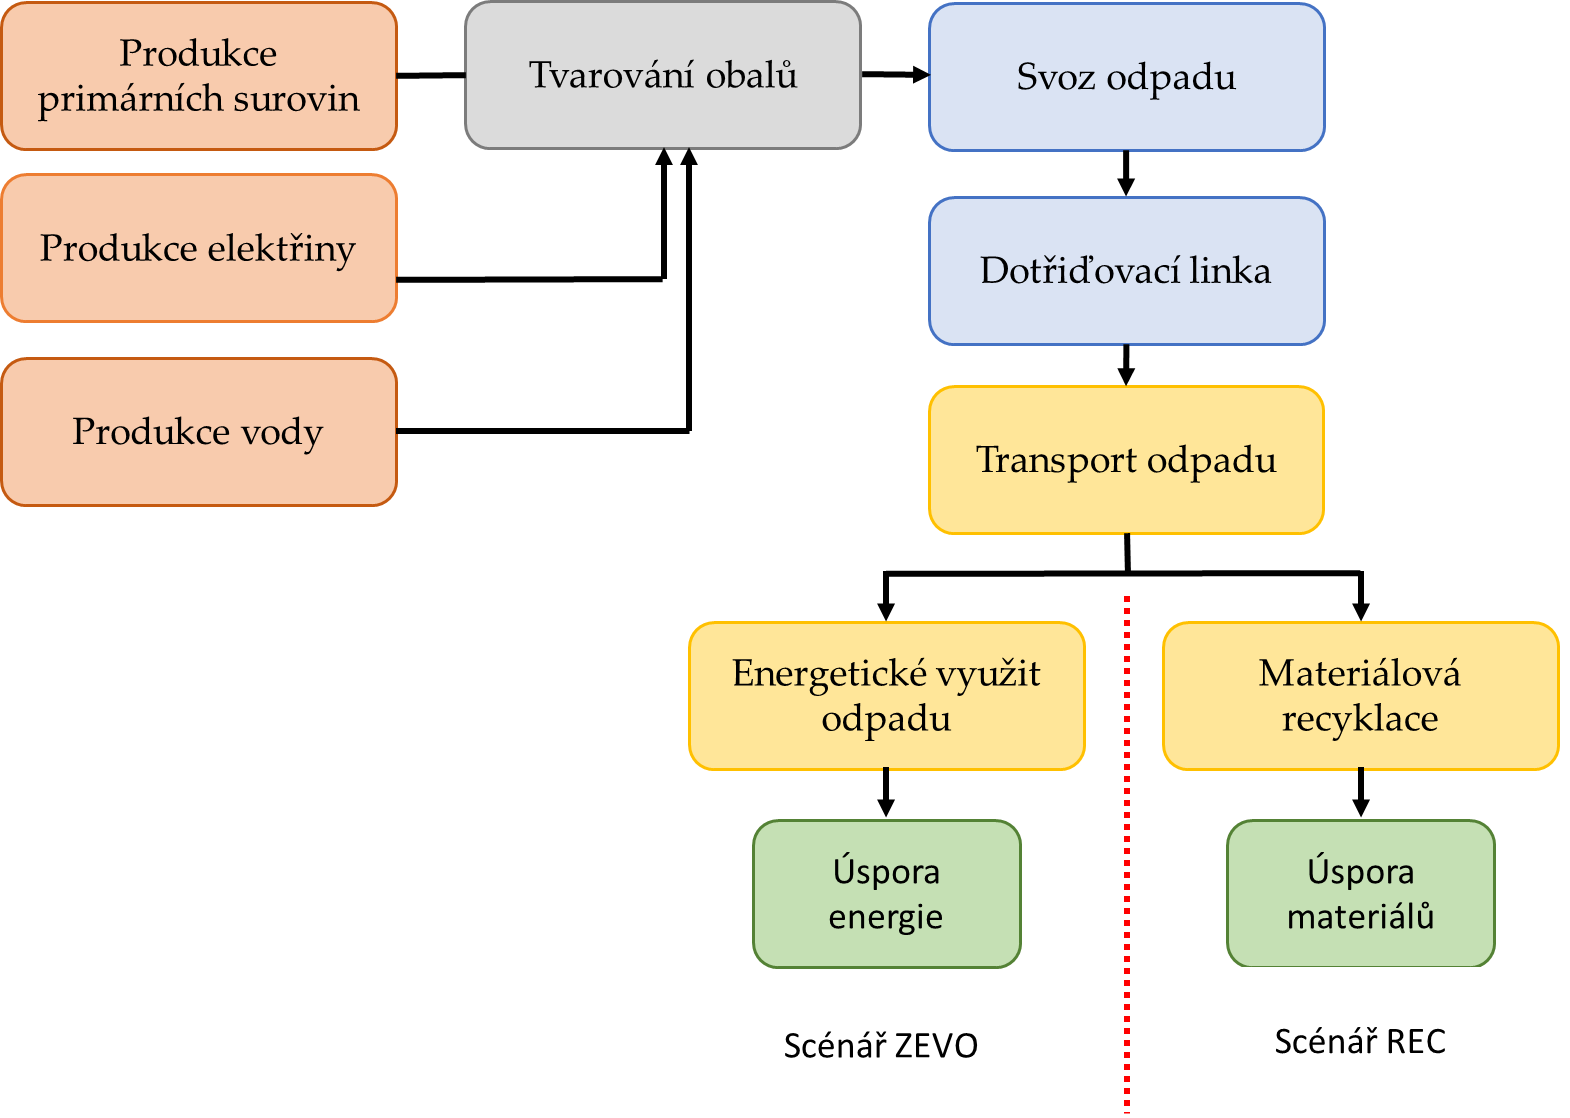 Produkce
primárních surovin
Tvarování obalů
Svoz odpadu
Produkce elektřiny
Dotřiďovací linka
Produkce vody
Transport odpadu
Energetické využit
odpadu
Materiálová
recyklace
Úspora
energie
Úspora
materiálů
Scénář ZEVO
Scénář REC